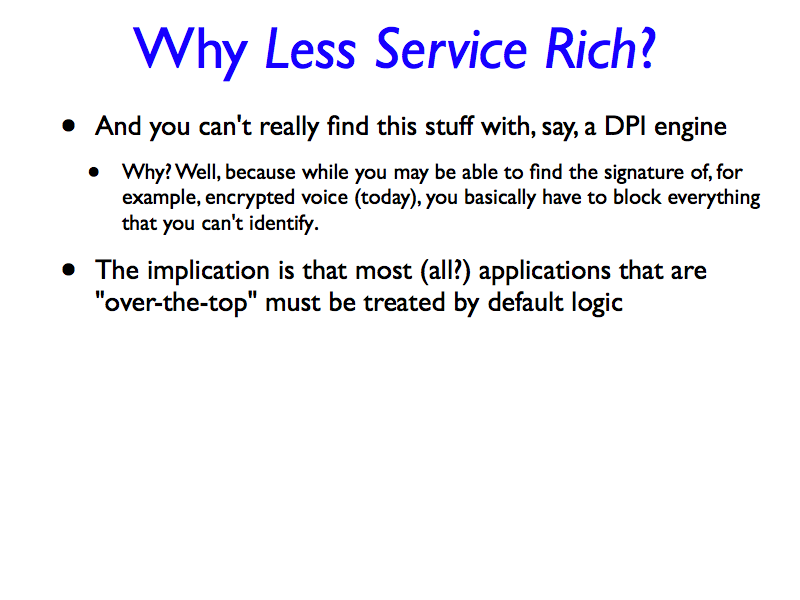 Why Less Service Rich?
• And you can't really find this stuff with, say, a DPI engine
• Why? Well, because while you may be able to find the signature of, for
example, encrypted voice (today), you basically have to block everything
that you can't identify.
• The implication is that most (all?) applications that are
"over-the-top" must be treated by default logic